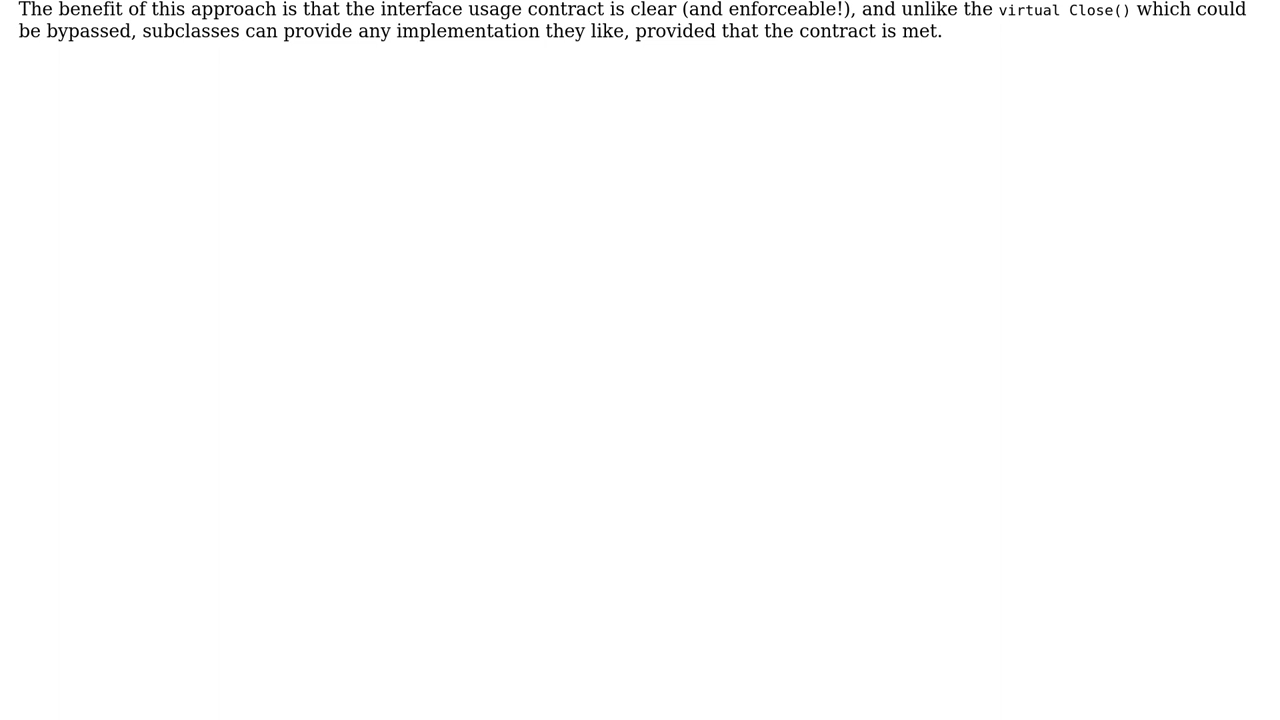 The benefit of this approach is that the interface usage contract is clear (and enforceable!), and unlike the virtual Close() which could
be bypassed, subclasses can provide any implementation they like, provided that the contract is met.